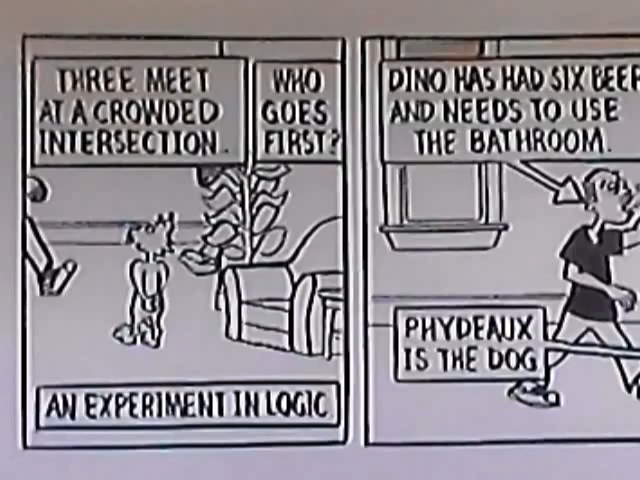 THREE MEET
AT A CROWDED
INTERSECTION.
WHO
GOES
FIRST?
AN EXPERIMENT IN LOGIC
DINO HAS HAD SIX BEER
AND NEEDS TO USE
THE BATHROOM.
PHYDEAUX
IS THE DOG